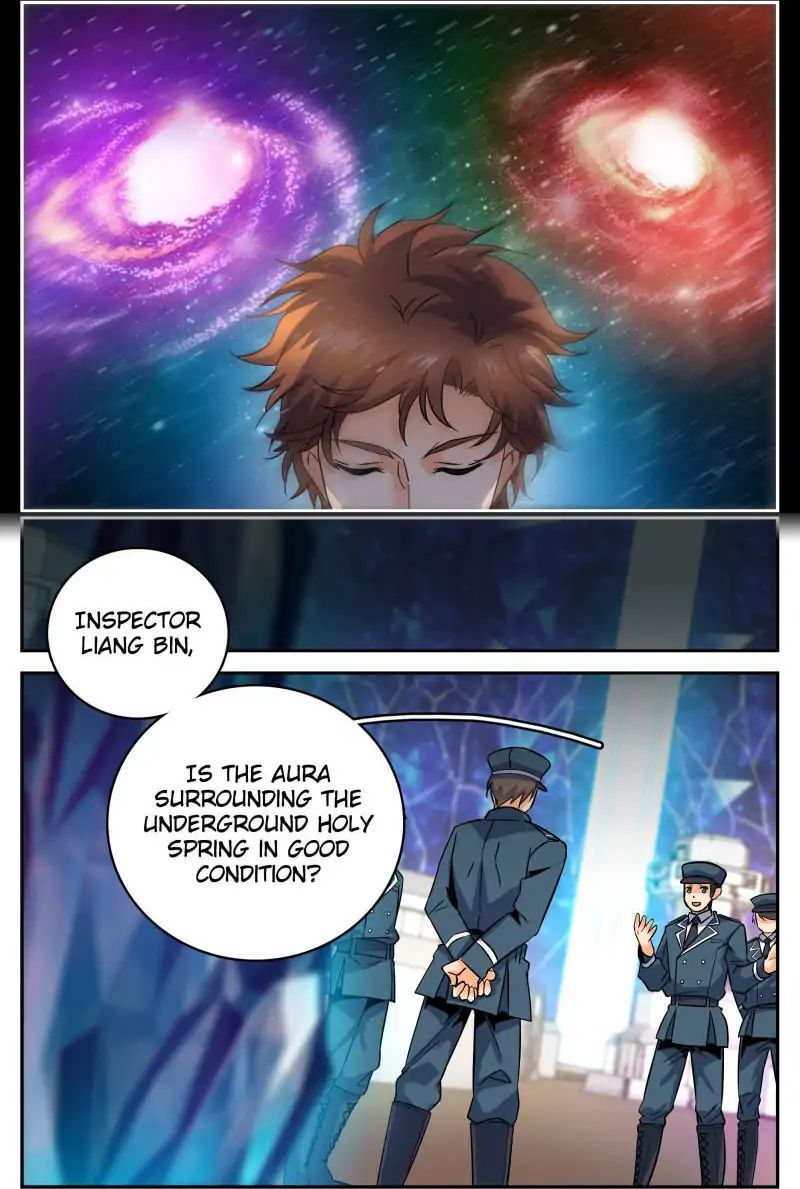 INSPECTOR
LIANG BIN,
IS THE AURA
SURROUNDING THE
UNDERGROUND HOLY
SPRING IN GOOD
CONDITION?